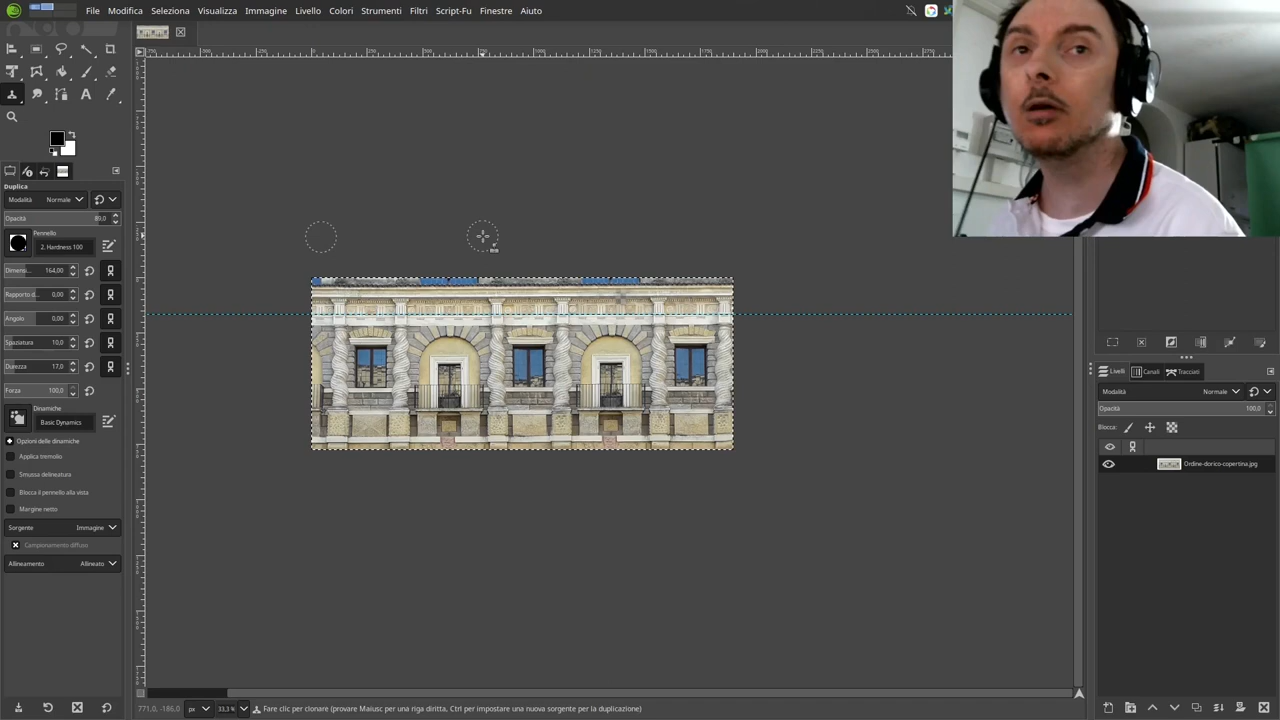 File Modifica Seleziona Visualizza Immagine Livello Colori Strumenti Filtri Script-Fu Finestre Aiuto
Duplica
Modalità Normale
Opacità 89,0
Pennello
2. Hardness 100
Dimensi... 164,00
Rapporto d... 0,00
Angolo 0,00
Spaziatura 10,0
Durezza 17,0
Forza 100,0
Dinamiche
Basic Dynamics
Opzioni delle dinamiche
Applica tremolio
Smussa delineatura
Blocca il pennello alla vista
Margine netto
Sorgente Immagine
Campionamento diffuso
Allineamento Allineato
Livelli Canali Tracciati
Modalità Normale
Opacità 100,0
Blocca:
Ordine-dorico-copertina.jpg
771,0, -186,0 px 33,3 % Fare clic per clonare (provare Maiusc per una riga diritta, Ctrl per impostare una nuova sorgente per la duplicazione)